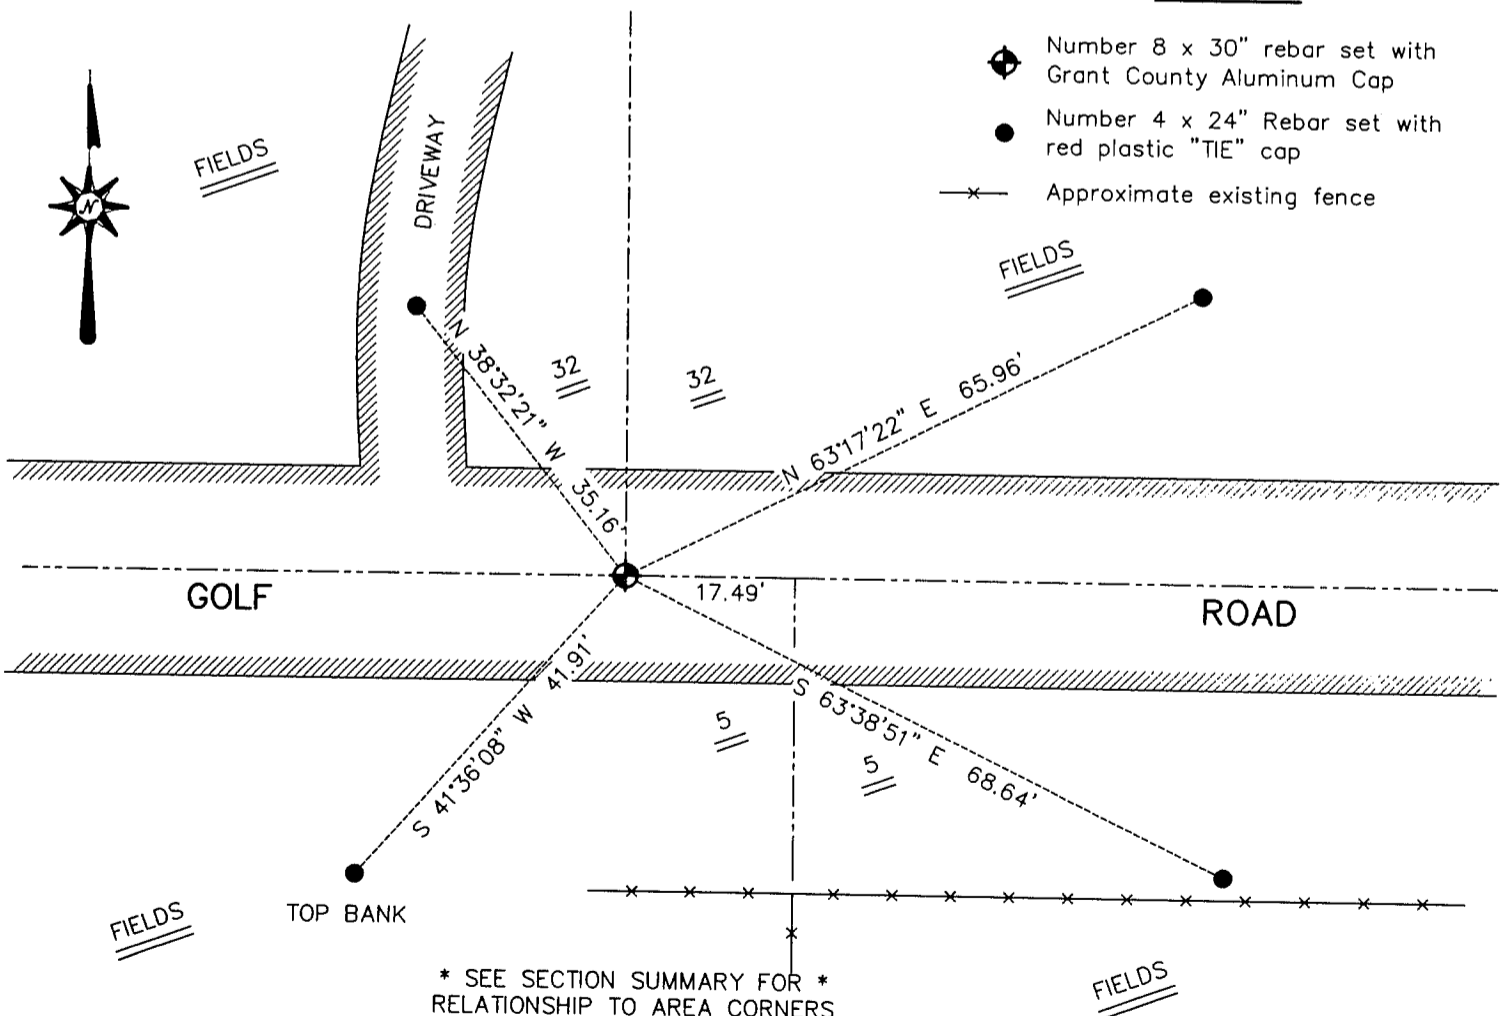 Number 8 x 30" rebar set with
Grant County Aluminum Cap
Number 4 x 24" Rebar set with
red plastic "TIE" cap
Approximate existing fence
N
FIELDS
DRIVEWAY
FIELDS
32
32
N 38°32'21" W 35.16'
N 63°17'22" E 65.96'
GOLF
17.49'
ROAD
S 41°36'08" W 41.91'
S 63°38'51" E 68.64'
5
5
TOP BANK
FIELDS
FIELDS
* SEE SECTION SUMMARY FOR *
RELATIONSHIP TO AREA CORNERS